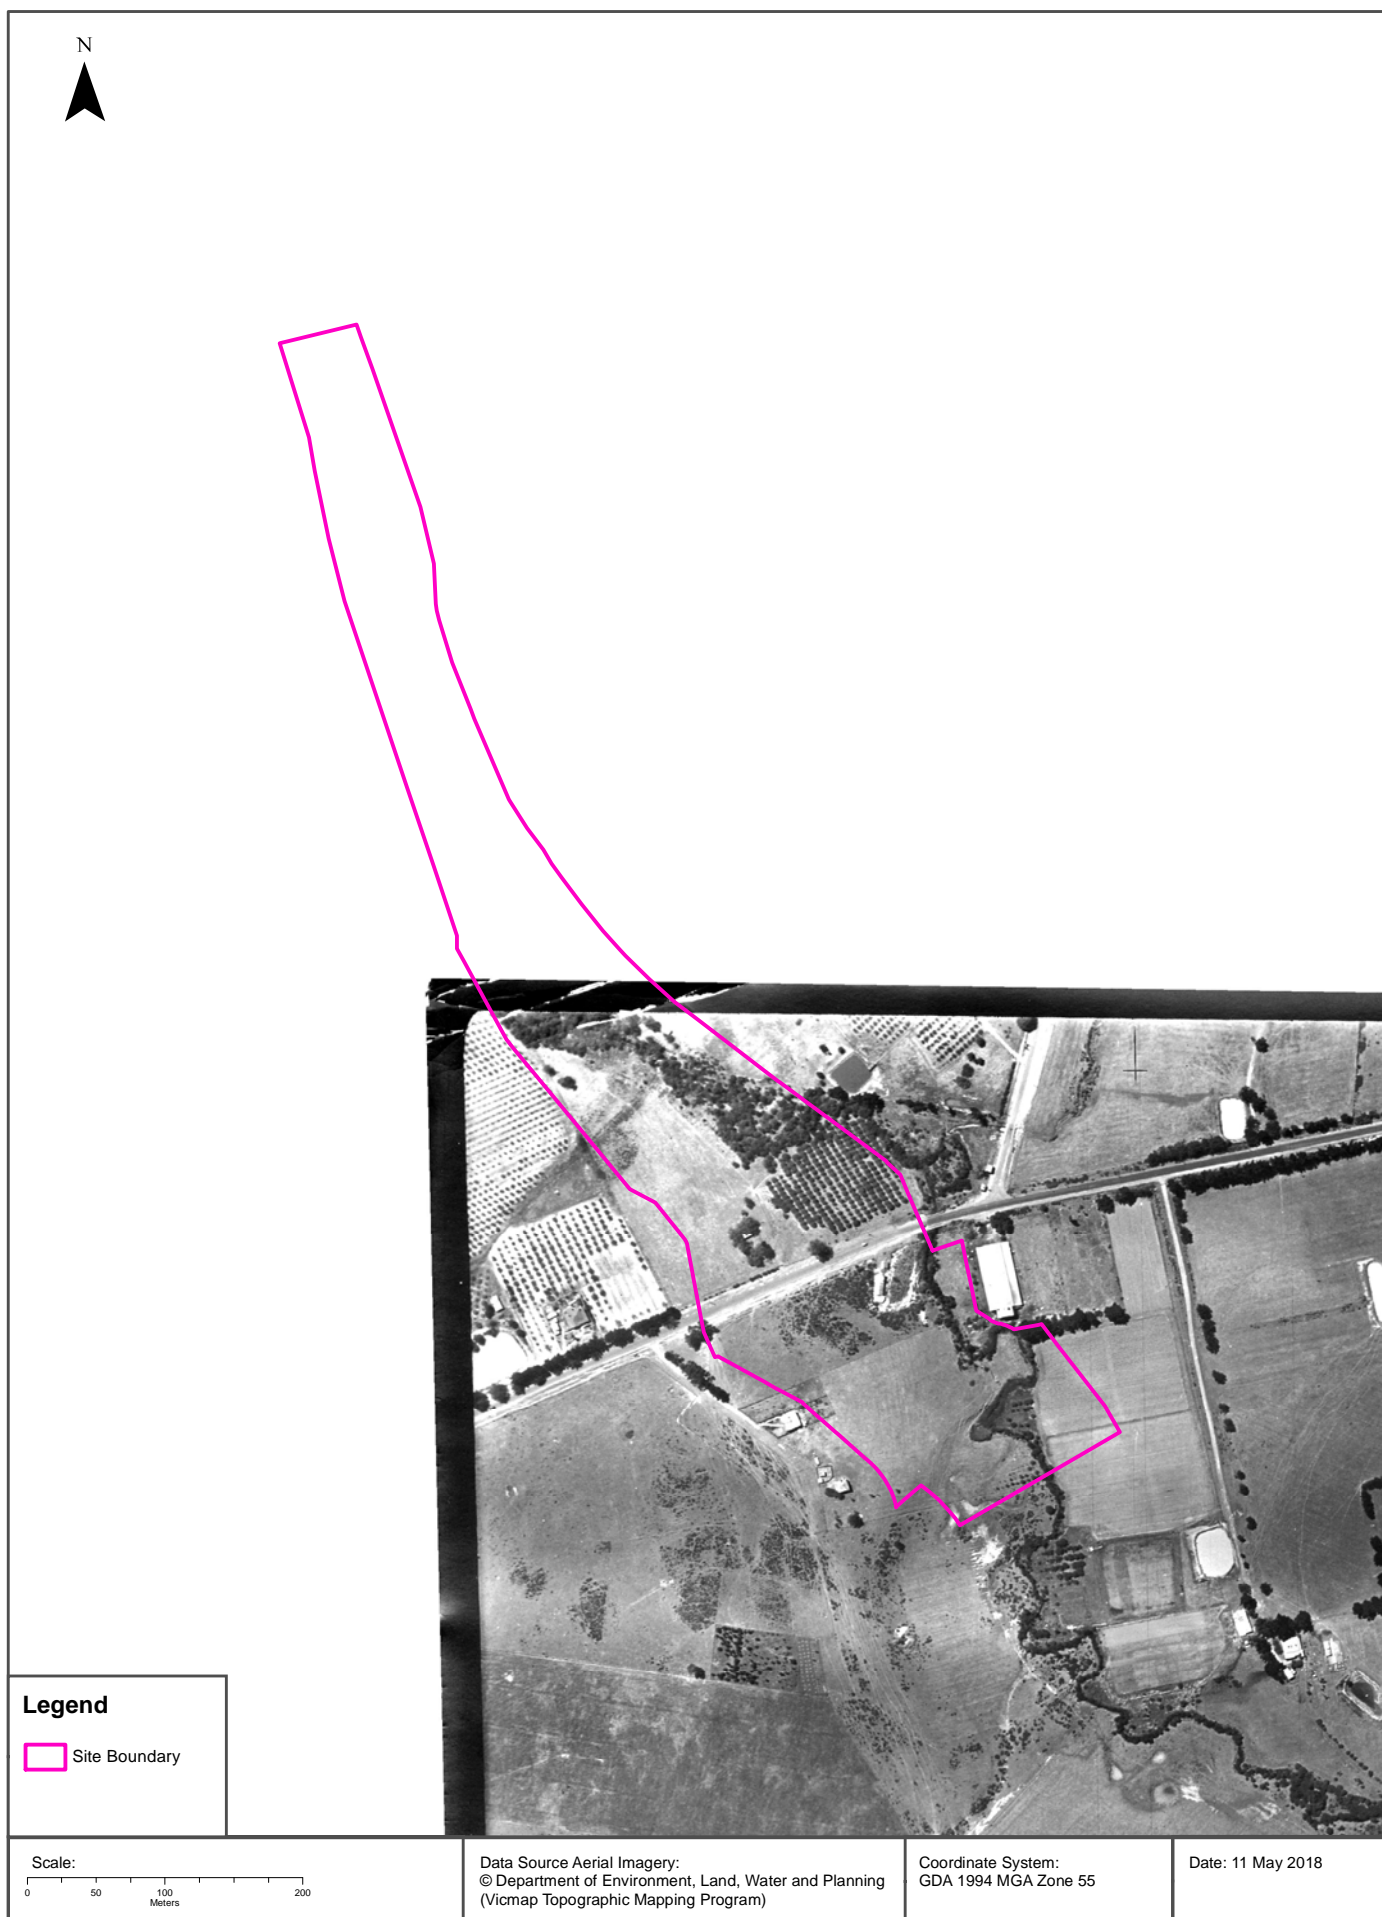 N
Legend
Site Boundary
Scale:
0 50 100 200
Meters
Data Source Aerial Imagery:
© Department of Environment, Land, Water and Planning
(Vicmap Topographic Mapping Program)
Coordinate System:
GDA 1994 MGA Zone 55
Date: 11 May 2018